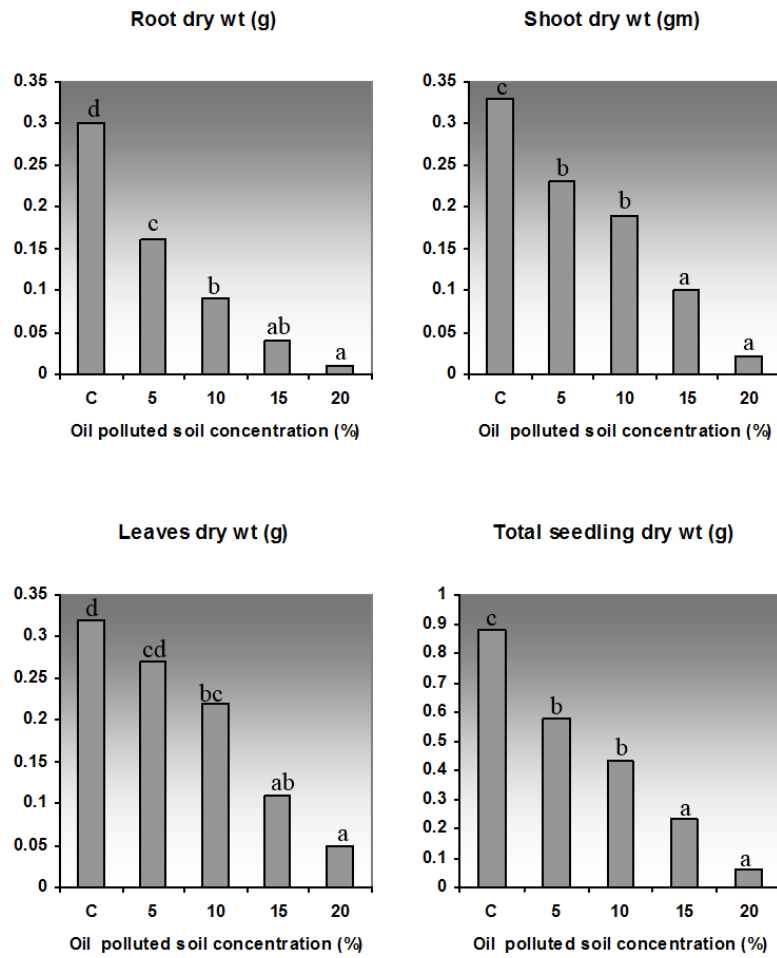 Root dry wt (g)
0.35
d
0.3
0.25
c
0.2
0.15
b
0.1
ab
0.05
a
0
C 5 10 15 20
Oil polluted soil concentration (%)
Shoot dry wt (gm)
0.35
c
0.3
0.25
b
b
0.2
0.15
a
0.1
a
0.05
0
C 5 10 15 20
Oil polluted soil concentration (%)
Leaves dry wt (g)
0.35
d
0.3
cd
0.25
bc
0.2
0.15
ab
0.1
a
0.05
0
C 5 10 15 20
Oil polluted soil concentration (%)
Total seedling dry wt (g)
1
c
0.9
0.8
0.7
b
0.6
b
0.5
0.4
0.3
a
0.2
0.1
a
0
C 5 10 15 20
Oil polluted soil concentration (%)